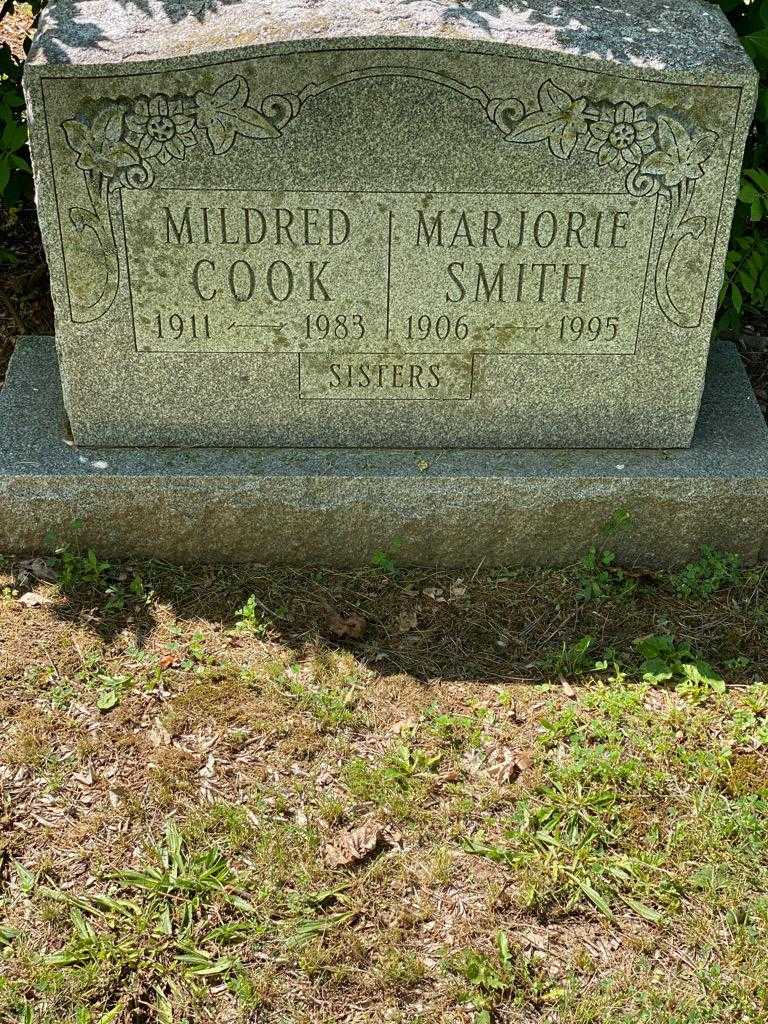 MILDRED
COOK
1911 — 1983
MARJORIE
SMITH
1906 — 1995
SISTERS